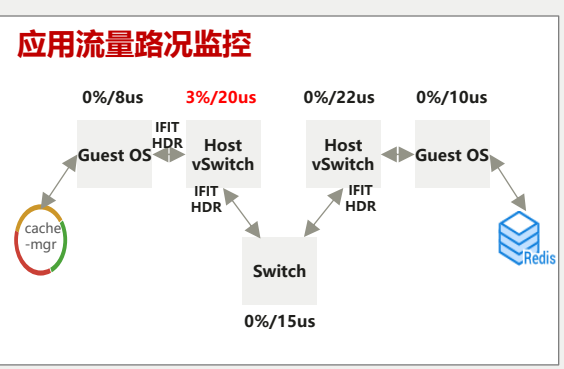 应用流量路况监控
0%/8us
3%/20us
0%/22us
0%/10us
Guest OS
IFIT
HDR
Host
vSwitch
Host
vSwitch
Guest OS
IFIT
HDR
IFIT
HDR
cache
-mgr
Switch
Redis
0%/15us